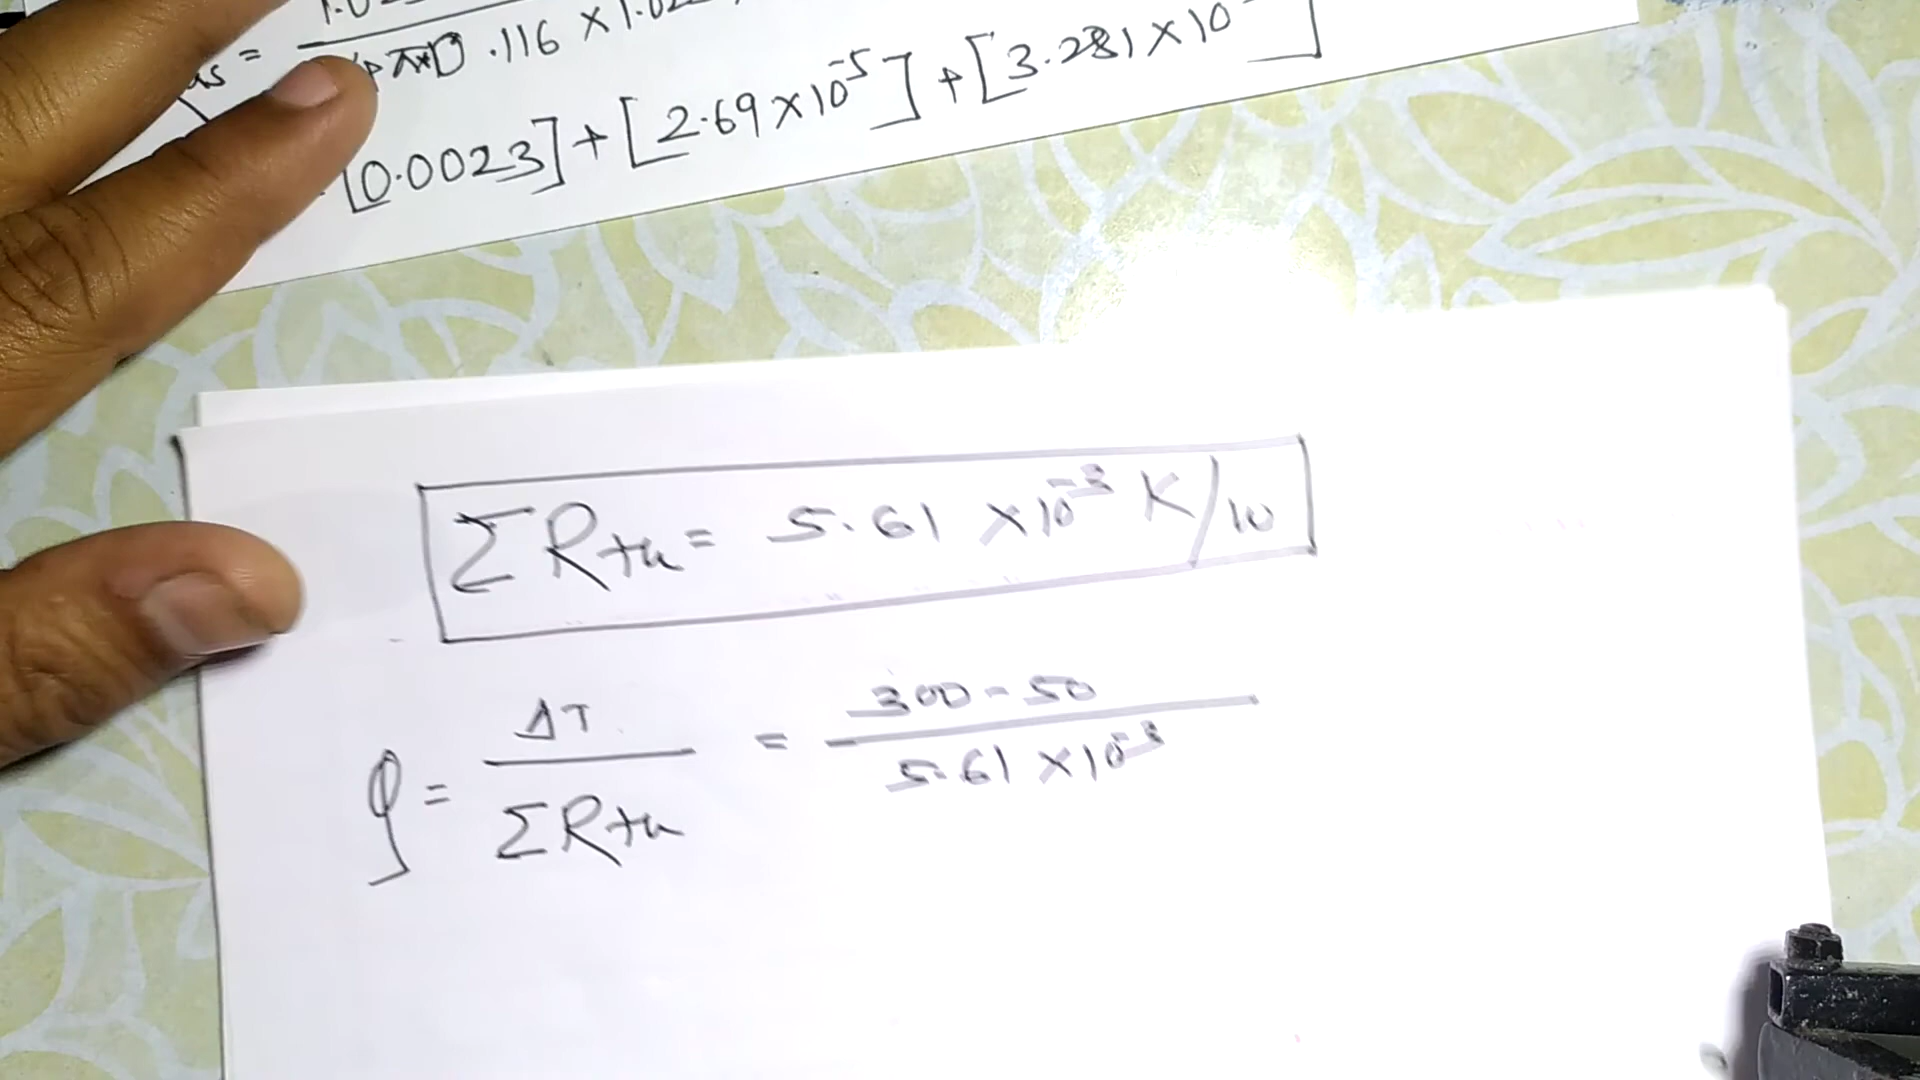 .116 × 1.02
[0.0023] + [2.69 × 10⁻⁵] + [3.281 × 10⁻
ΣRth = 5.61 × 10⁻³ K/W
Q = ΔT / ΣRth = 300 - 50 / 5.61 × 10⁻³